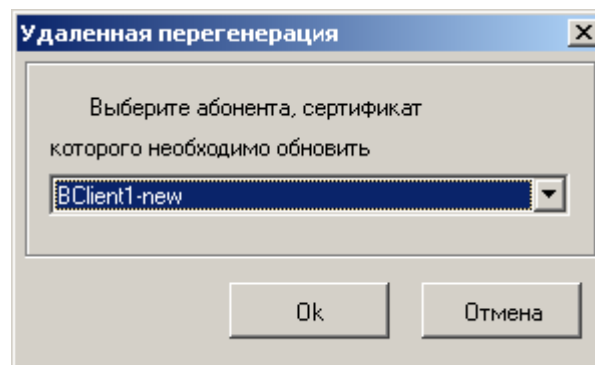 Удаленная перегенерация
Выберите абонента, сертификат
которого необходимо обновить
BClient1-new
Ok
Отмена